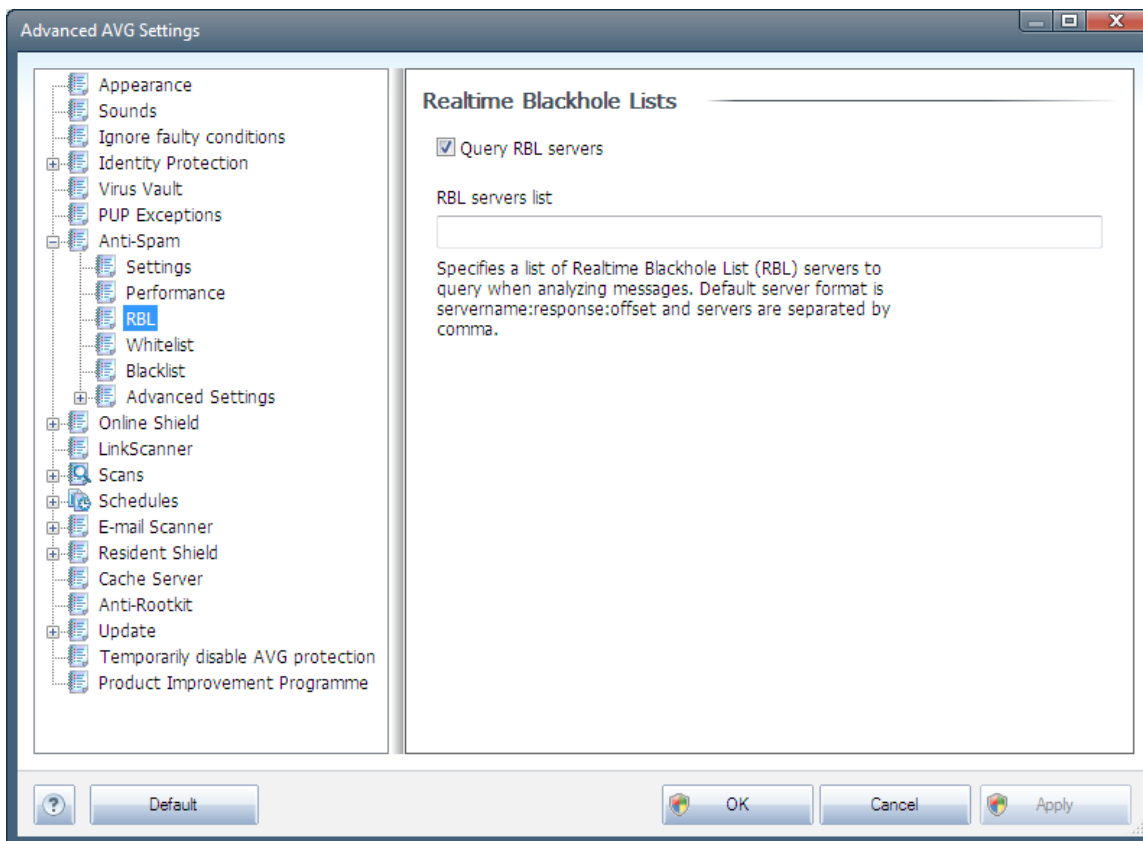 Advanced AVG Settings
Appearance
Sounds
Ignore faulty conditions
Identity Protection
Virus Vault
PUP Exceptions
Anti-Spam
Settings
Performance
RBL
Whitelist
Blacklist
Advanced Settings
Online Shield
LinkScanner
Scans
Schedules
E-mail Scanner
Resident Shield
Cache Server
Anti-Rootkit
Update
Temporarily disable AVG protection
Product Improvement Programme
Realtime Blackhole Lists
Query RBL servers
RBL servers list
Specifies a list of Realtime Blackhole List (RBL) servers to
query when analyzing messages. Default server format is
servername:response:offset and servers are separated by
comma.
?
Default
OK
Cancel
Apply